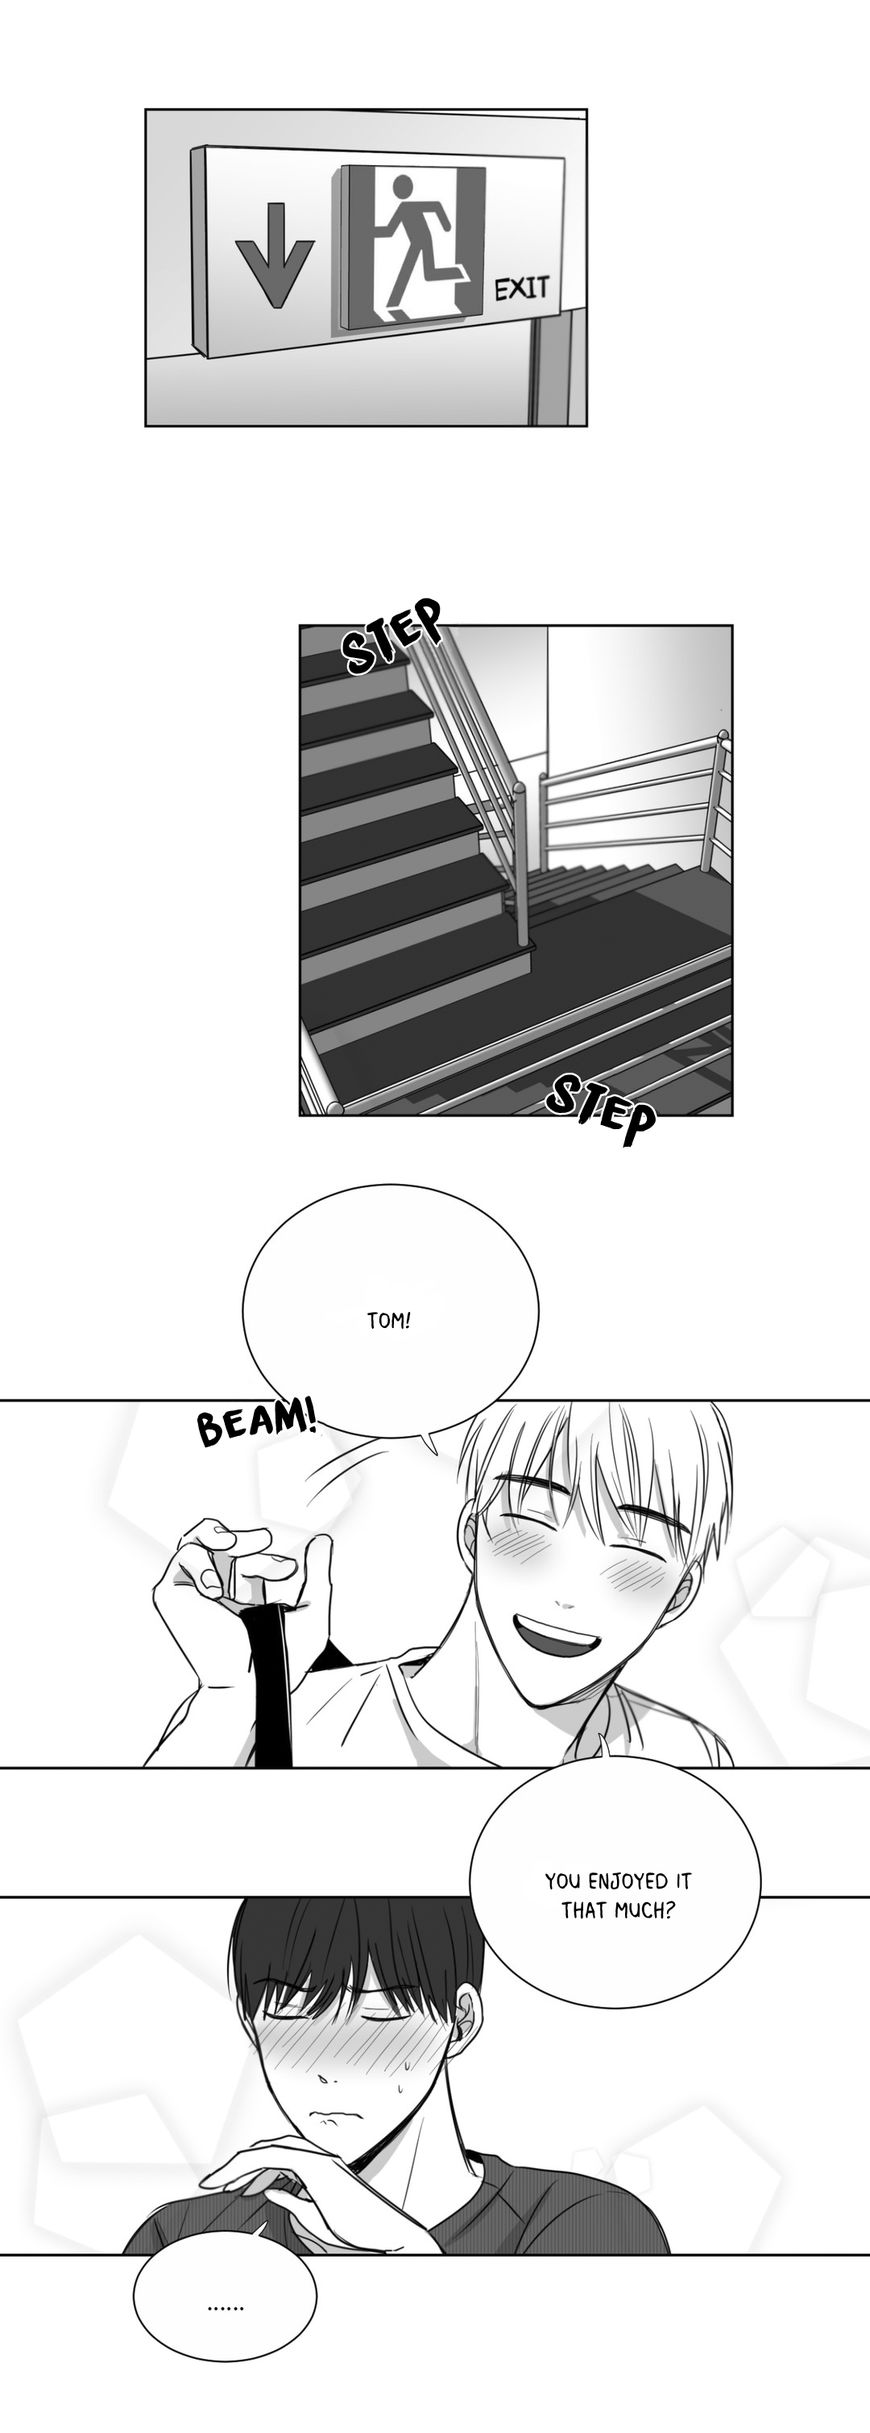 EXIT
STEP
STEP
TOM!
BEAM!
YOU ENJOYED IT
THAT MUCH?
......